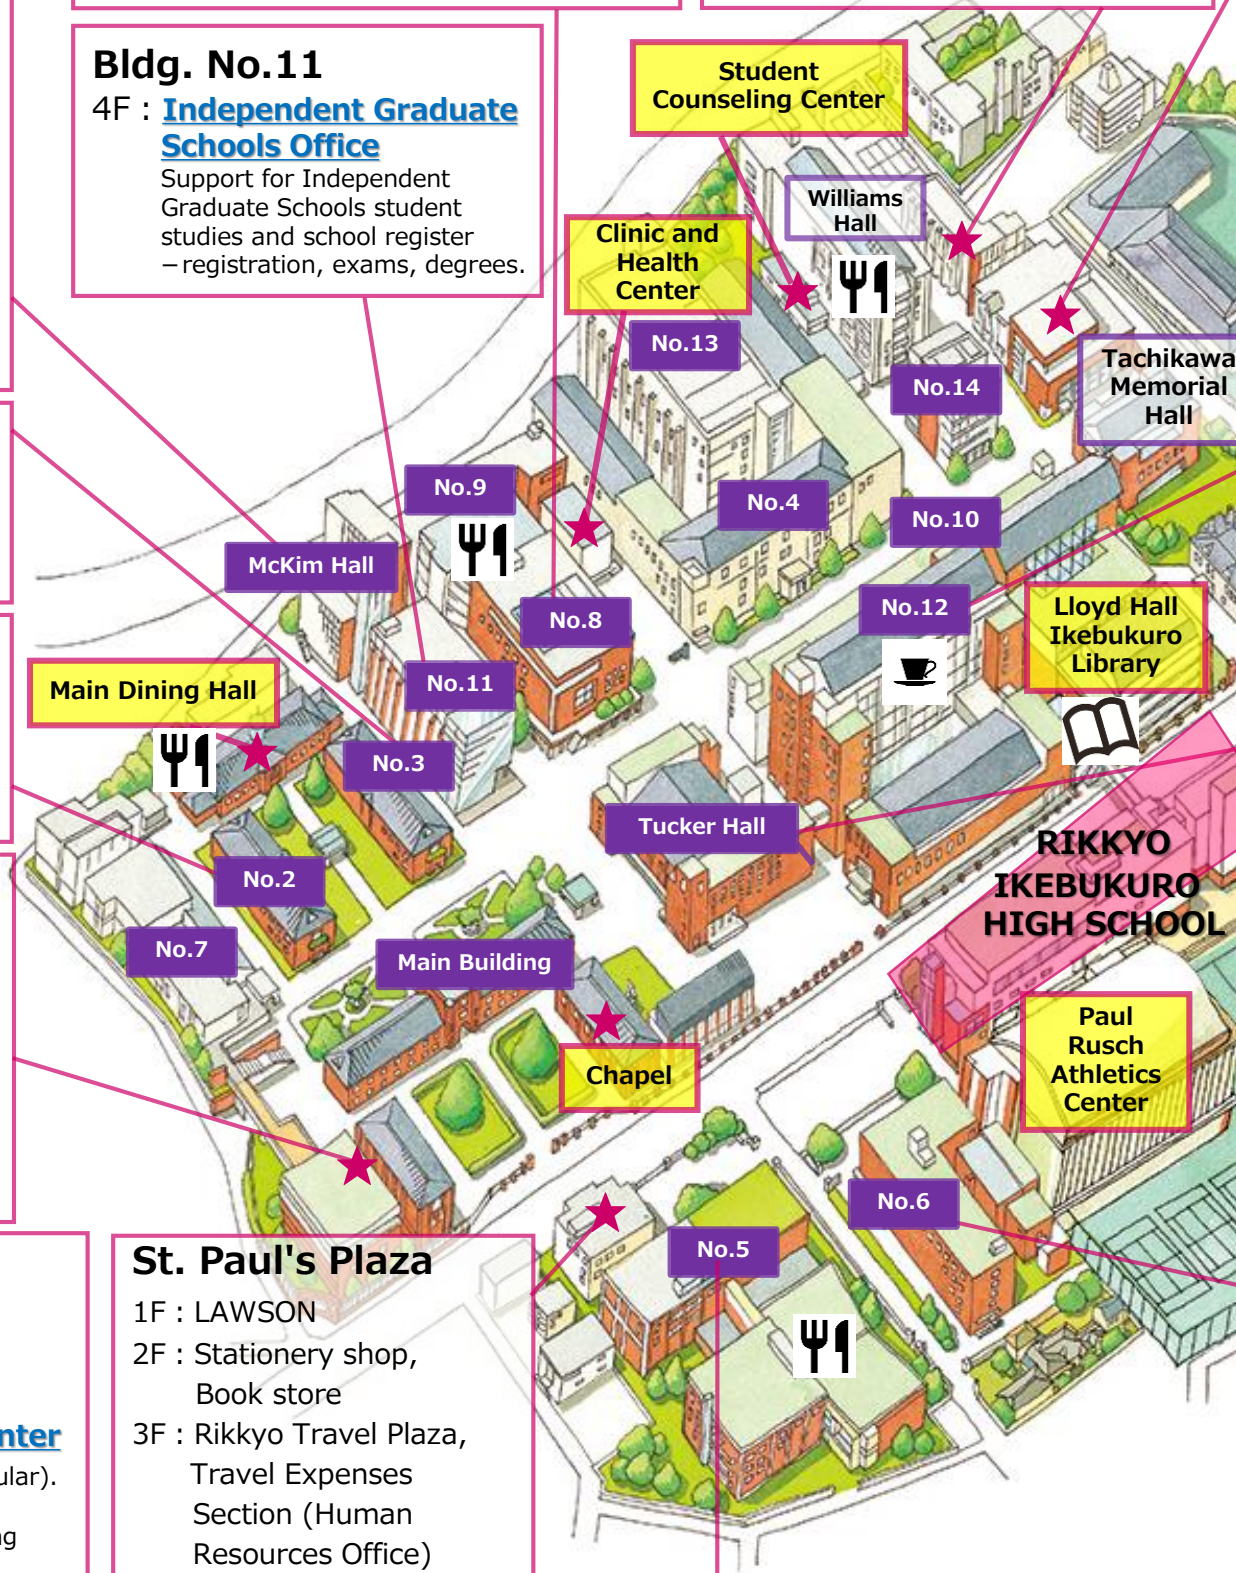 Bldg. No.11
4F : Independent Graduate
Schools Office
Support for Independent
Graduate Schools student
studies and school register
–registration, exams, degrees.
Student
Counseling Center
Williams
Hall
Clinic and
Health
Center
No.13
Tachikawa
Memorial
Hall
No.14
No.9
No.4
No.10
McKim Hall
No.8
No.12
Lloyd Hall
Ikebukuro
Library
Main Dining Hall
No.11
No.3
Tucker Hall
RIKKYO
IKEBUKURO
HIGH SCHOOL
No.2
No.7
Main Building
Chapel
Paul
Rusch
Athletics
Center
No.6
No.5
St. Paul's Plaza
1F : LAWSON
2F : Stationery shop,
Book store
3F : Rikkyo Travel Plaza,
Travel Expenses
Section (Human
Resources Office)
nter
ular).
ng